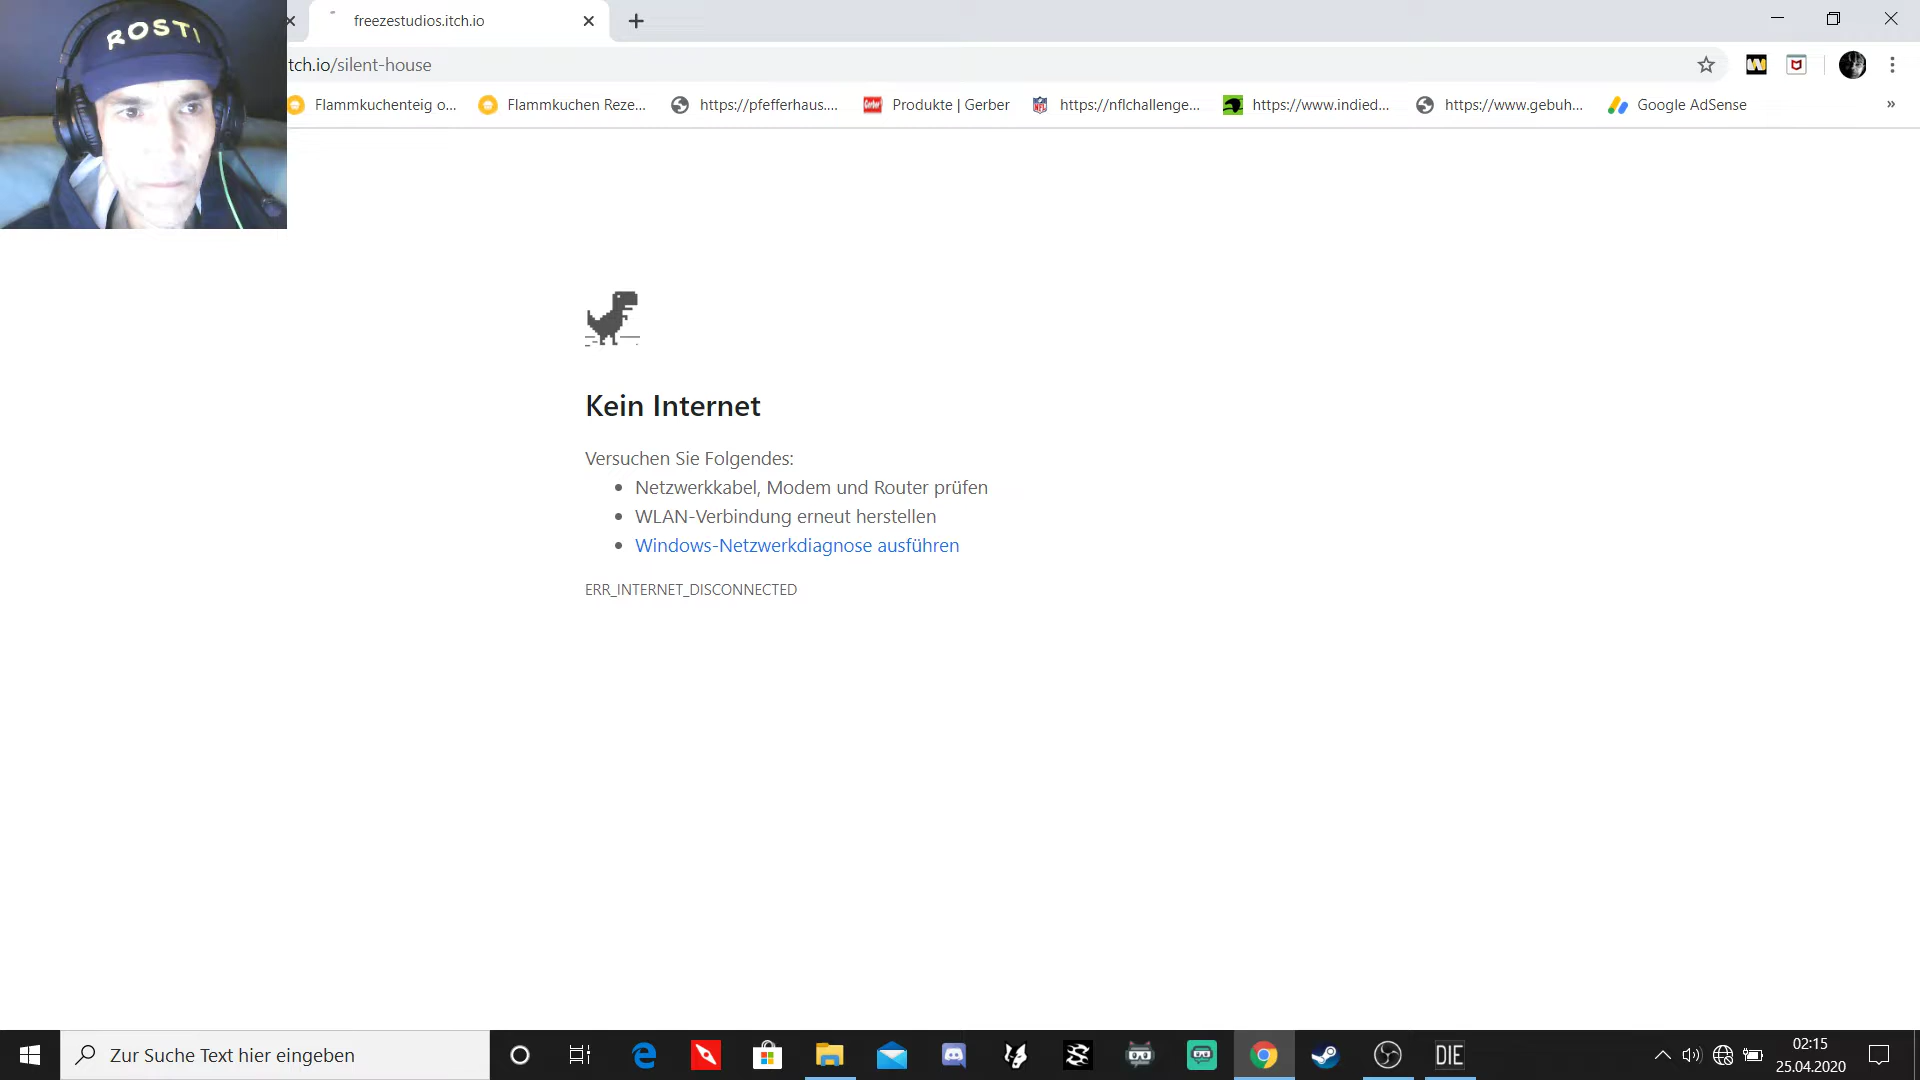 ROSTI
freezestudios.itch.io
tch.io/silent-house
Flammkuchenteig o...
Flammkuchen Reze...
https://pfefferhaus....
Gerber
Produkte | Gerber
https://nflchallenge...
https://www.indied...
https://www.gebuh...
Google AdSense
»
Kein Internet
Versuchen Sie Folgendes:
Netzwerkkabel, Modem und Router prüfen
WLAN-Verbindung erneut herstellen
Windows-Netzwerkdiagnose ausführen
ERR_INTERNET_DISCONNECTED
Zur Suche Text hier eingeben
DIE
02:15
25.04.2020